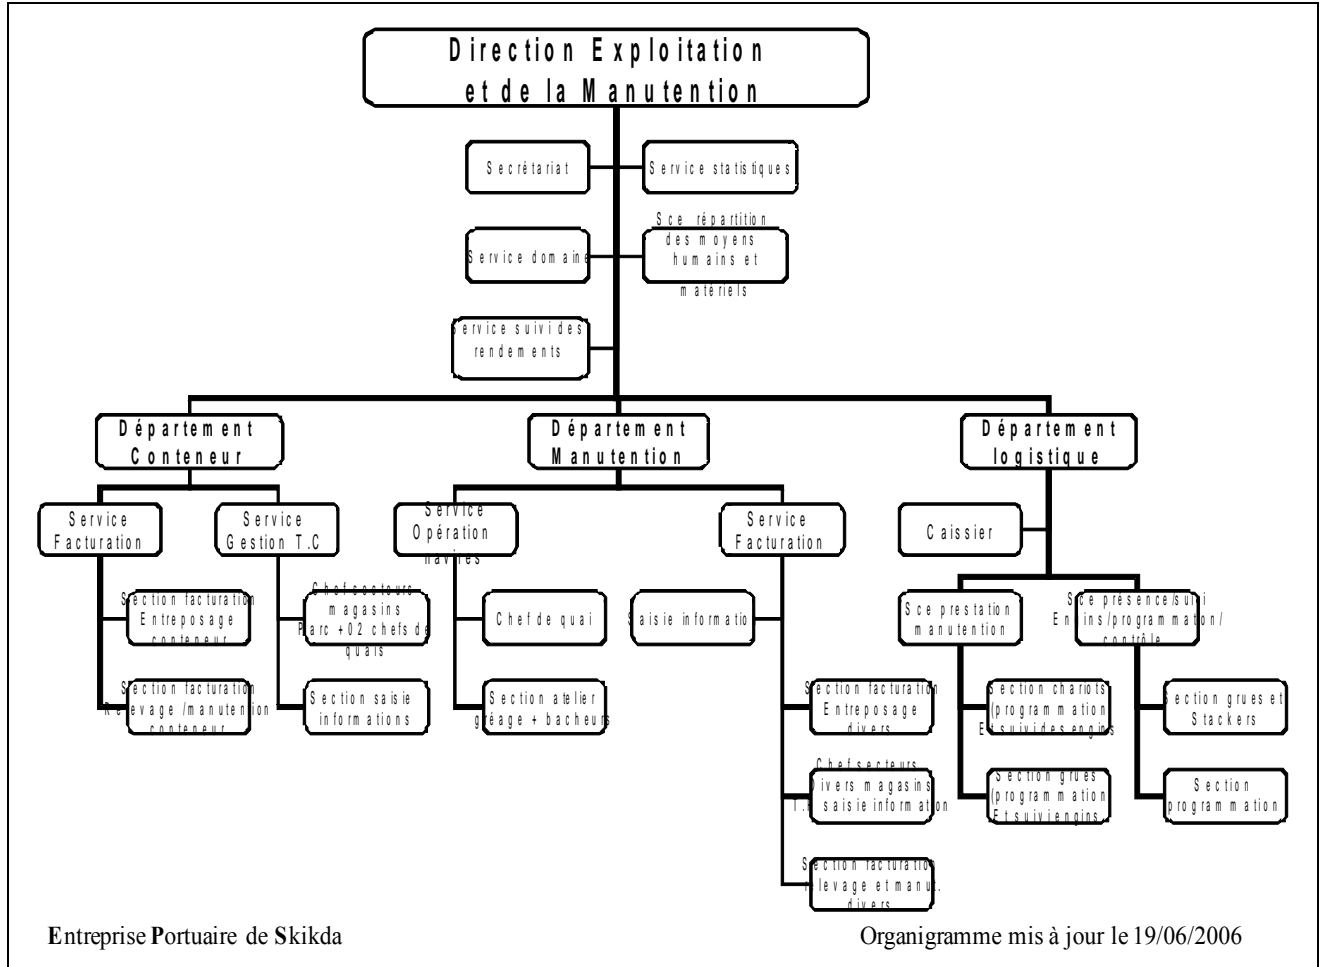 Direction Exploitation
et de la Manutention
Secrétariat
Service statistiques
Service domaine
Sce répartition
des moyens
humains et
matériels
Service suivi des
rendements
Département
Conteneur
Département
Manutention
Département
logistique
Service
Facturation
Service
Gestion T.C
Service
Opération
navires
Service
Facturation
Caissier
Section facturation
Entreposage
conteneur
Chef secteurs
magasins
Parc +02 chefs de
quais
Chef de quai
Saisie informatio
Sce prestation
manutention
Sce présence/suivi
Engins/programmation/
contrôle
Section facturation
Relevage /manutention
conteneur
Section saisie
informations
Section atelier
gréage + bacheurs
Section facturation
Entreposage
divers
Section chariots
(programmation
Et suivi des engins
Section grues et
Stackers
Chef secteurs
Divers magasins
saisie information
Section grues
(programmation
Et suivi engins
Section
programmation
Section facturation
relevage et manut.
divers
Entreprise Portuaire de Skikda
Organigramme mis à jour le 19/06/2006